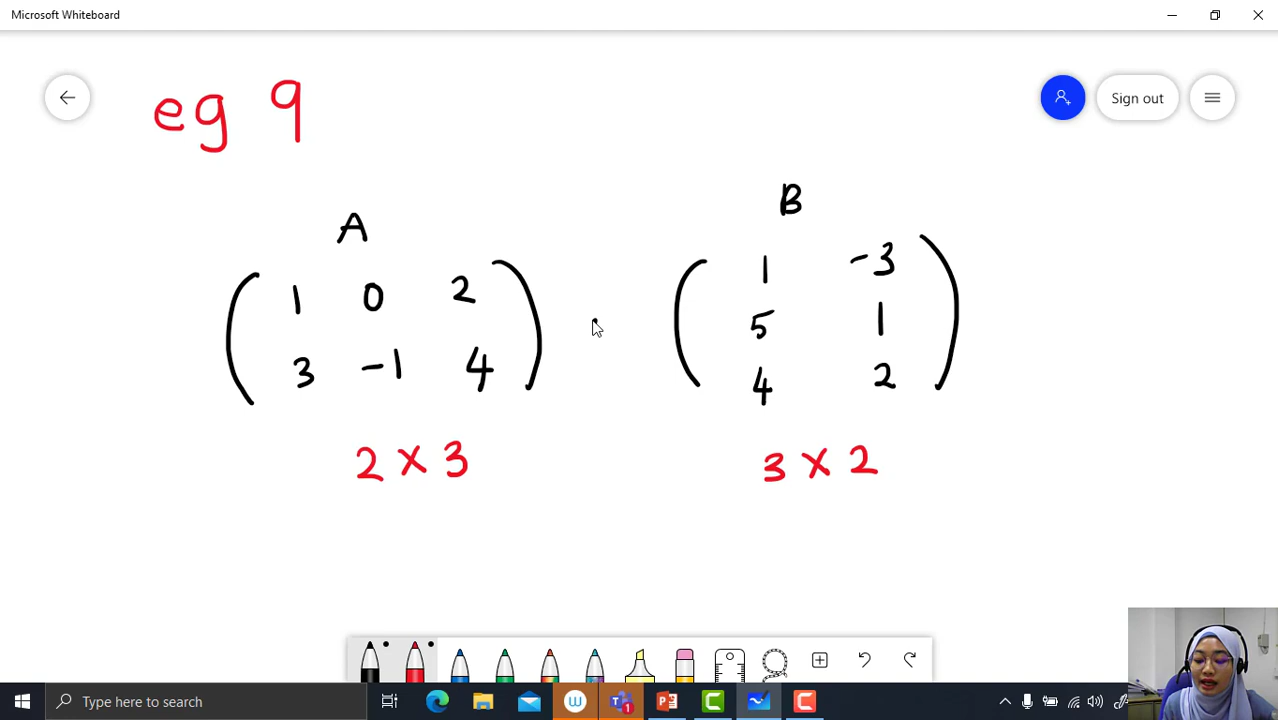 Microsoft Whiteboard
eg 9
Sign out
A
B
1 0 2
3 -1 4
1 -3
5 1
4 2
2 x 3
3 x 2
Type here to search